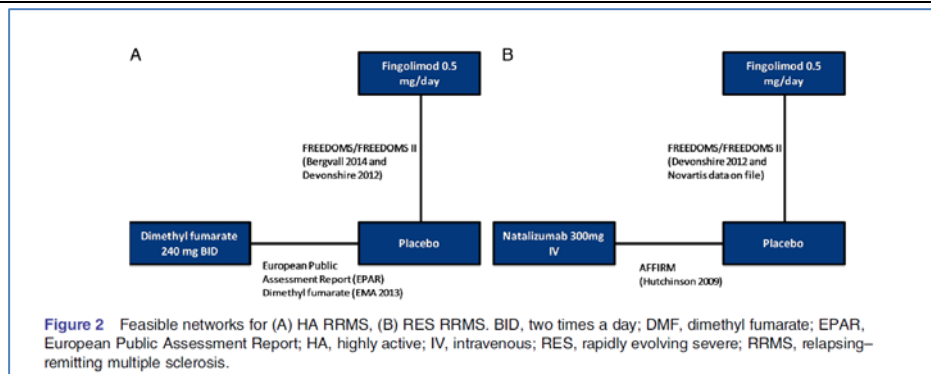 A
Fingolimod 0.5
mg/day
FREEDOMS/FREEDOMS II
(Bergvall 2014 and
Devonshire 2012)
Dimethyl fumarate
240 mg BID
Placebo
European Public
Assessment Report (EPAR)
Dimethyl fumarate (EMA 2013)
B
Fingolimod 0.5
mg/day
FREEDOMS/FREEDOMS II
(Devonshire 2012 and
Novartis data on file)
Natalizumab 300mg
IV
Placebo
AFFIRM
(Hutchinson 2009)
Figure 2 Feasible networks for (A) HA RRMS, (B) RES RRMS. BID, two times a day; DMF, dimethyl fumarate; EPAR,
European Public Assessment Report; HA, highly active; IV, intravenous; RES, rapidly evolving severe; RRMS, relapsing–
remitting multiple sclerosis.